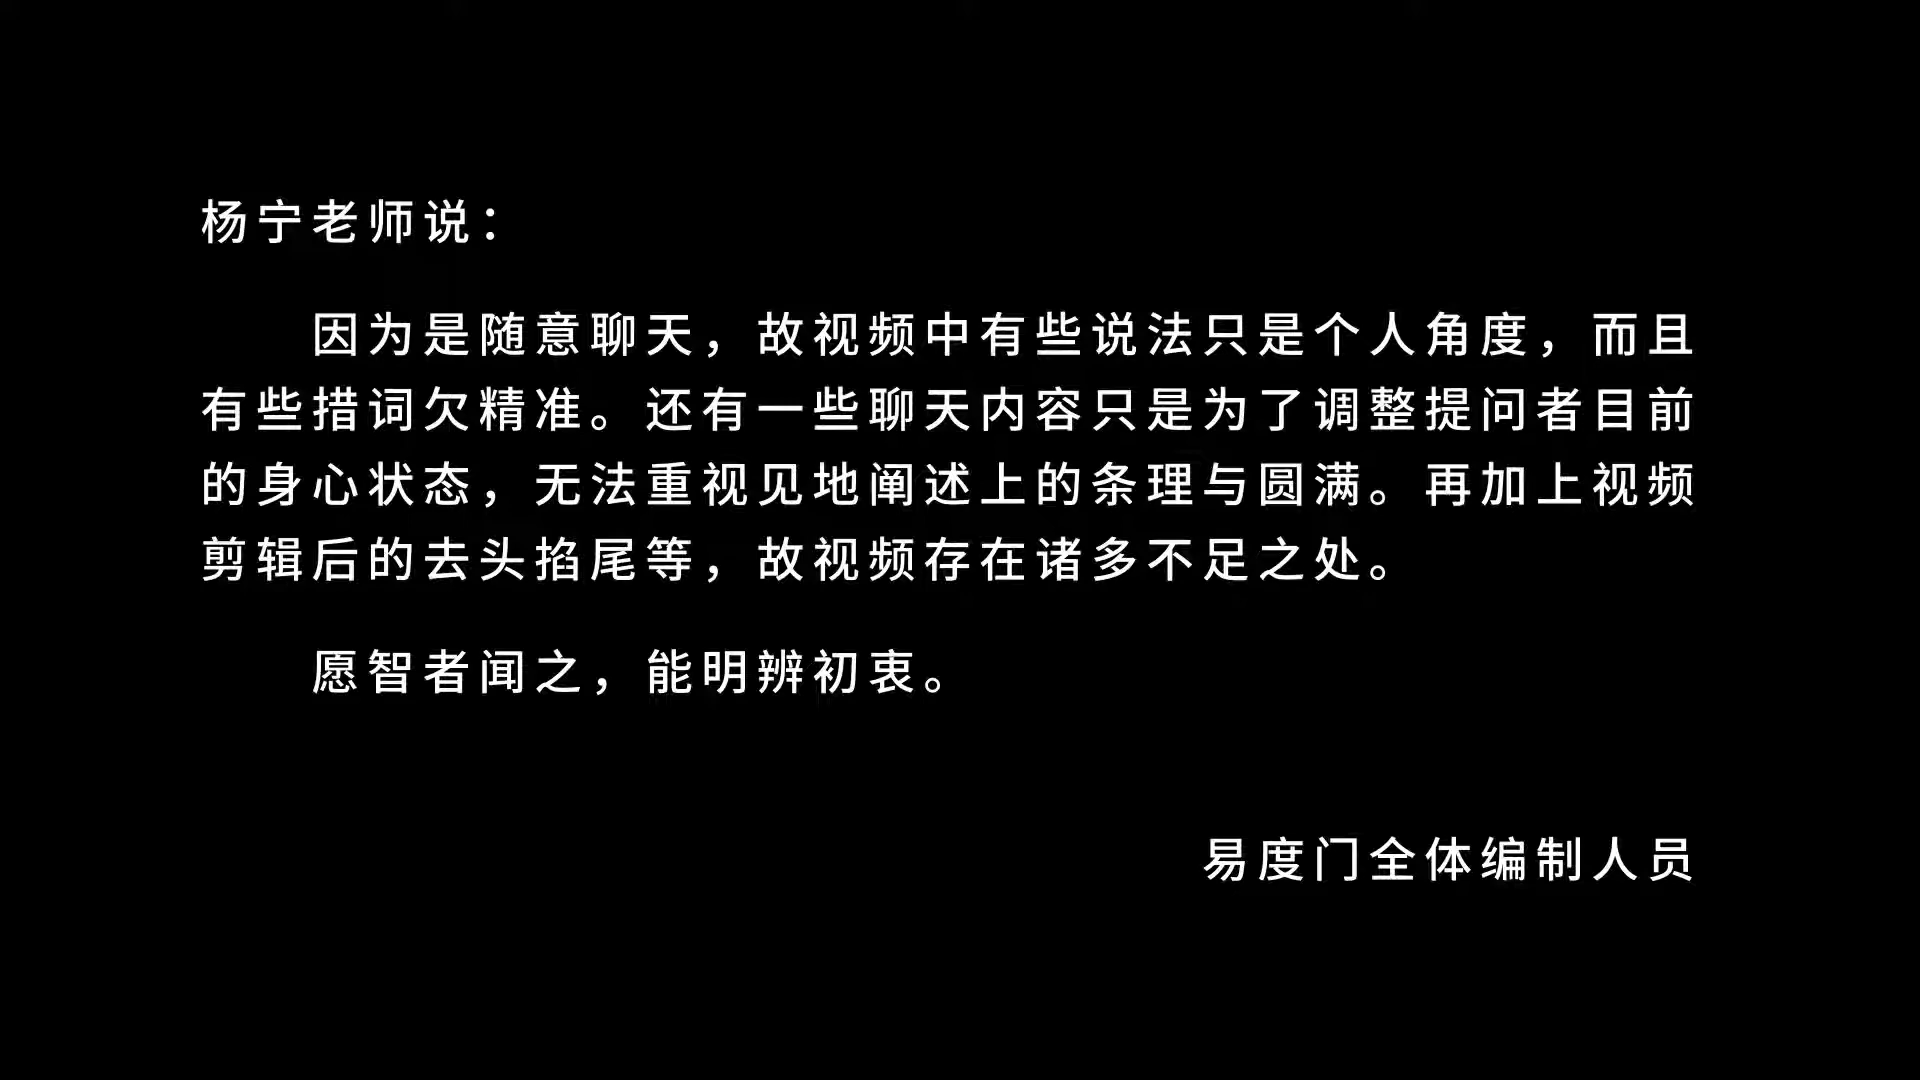 杨宁老师说：
因为是随意聊天，故视频中有些说法只是个人角度，而且
有些措词欠精准。还有一些聊天内容只是为了调整提问者目前
的身心状态，无法重视见地阐述上的条理与圆满。再加上视频
剪辑后的去头掐尾等，故视频存在诸多不足之处。
愿智者闻之，能明辨初衷。
易度门全体编制人员